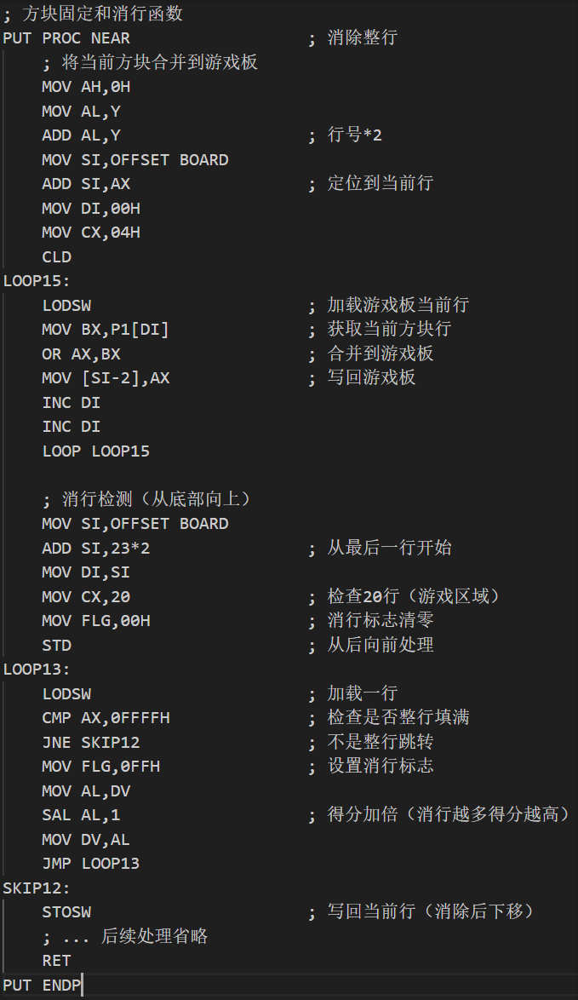 ; 方块固定和消行函数
PUT PROC NEAR ; 消除整行
; 将当前方块合并到游戏板
MOV AH,0H
MOV AL,Y
ADD AL,Y ; 行号*2
MOV SI,OFFSET BOARD
ADD SI,AX ; 定位到当前行
MOV DI,00H
MOV CX,04H
CLD
LOOP15:
LODSW ; 加载游戏板当前行
MOV BX,P1[DI] ; 获取当前方块行
OR AX,BX ; 合并到游戏板
MOV [SI-2],AX ; 写回游戏板
INC DI
INC DI
LOOP LOOP15
; 消行检测（从底部向上）
MOV SI,OFFSET BOARD
ADD SI,23*2 ; 从最后一行开始
MOV DI,SI
MOV CX,20 ; 检查20行（游戏区域）
MOV FLG,00H ; 消行标志清零
STD ; 从后向前处理
LOOP13:
LODSW ; 加载一行
CMP AX,0FFFFH ; 检查是否整行填满
JNE SKIP12 ; 不是整行跳转
MOV FLG,0FFH ; 设置消行标志
MOV AL,DV
SAL AL,1 ; 得分加倍（消行越多得分越高）
MOV DV,AL
JMP LOOP13
SKIP12:
STOSW ; 写回当前行（消除后下移）
; ... 后续处理省略
RET
PUT ENDP